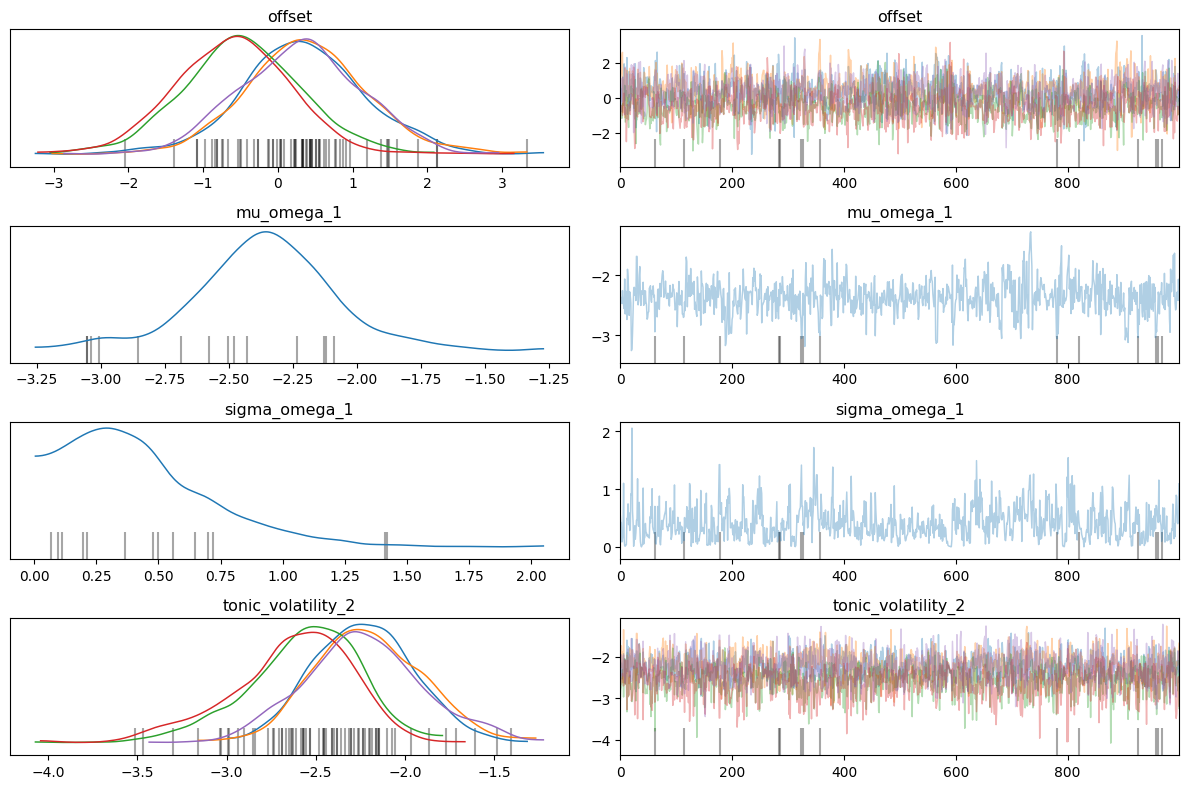 offset
offset
−3 −2 −1 0 1 2 3
2
0
−2
0 200 400 600 800
mu_omega_1
mu_omega_1
−3.25 −3.00 −2.75 −2.50 −2.25 −2.00 −1.75 −1.50 −1.25
−2
−3
0 200 400 600 800
sigma_omega_1
sigma_omega_1
0.00 0.25 0.50 0.75 1.00 1.25 1.50 1.75 2.00
2
1
0
0 200 400 600 800
tonic_volatility_2
tonic_volatility_2
−4.0 −3.5 −3.0 −2.5 −2.0 −1.5
−2
−3
−4
0 200 400 600 800